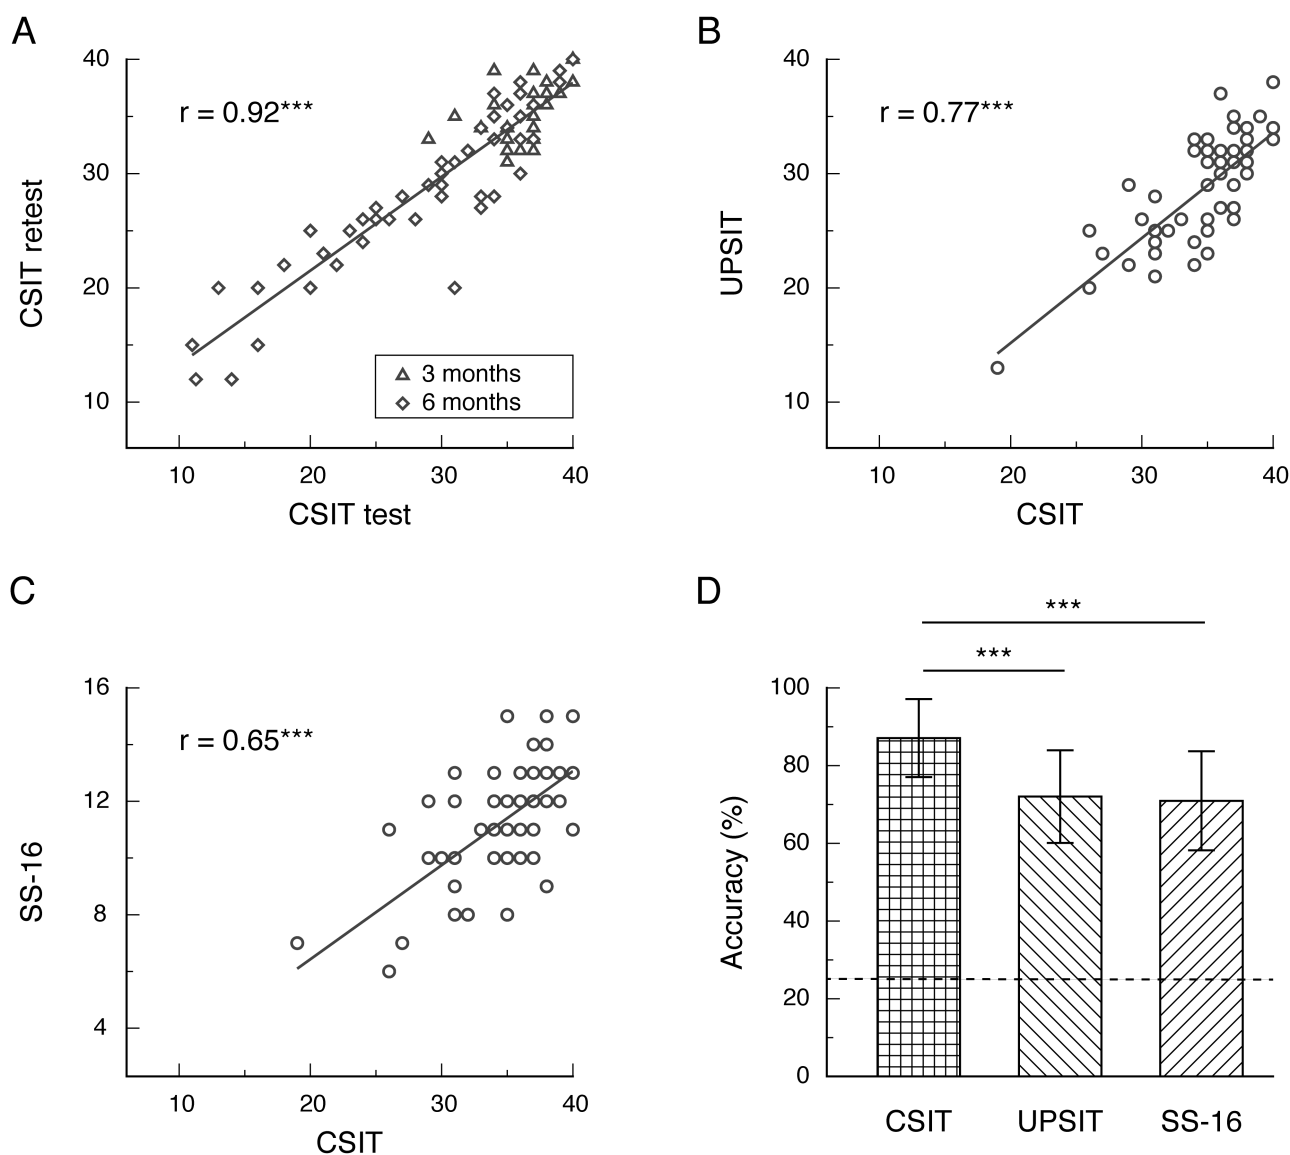 A
r = 0.92***
CSIT retest
40
30
20
10
3 months
6 months
10 20 30 40
CSIT test
B
r = 0.77***
UPSIT
40
30
20
10
10 20 30 40
CSIT
C
r = 0.65***
SS-16
16
12
8
4
10 20 30 40
CSIT
D
***
***
Accuracy (%)
100
80
60
40
20
0
CSIT UPSIT SS-16